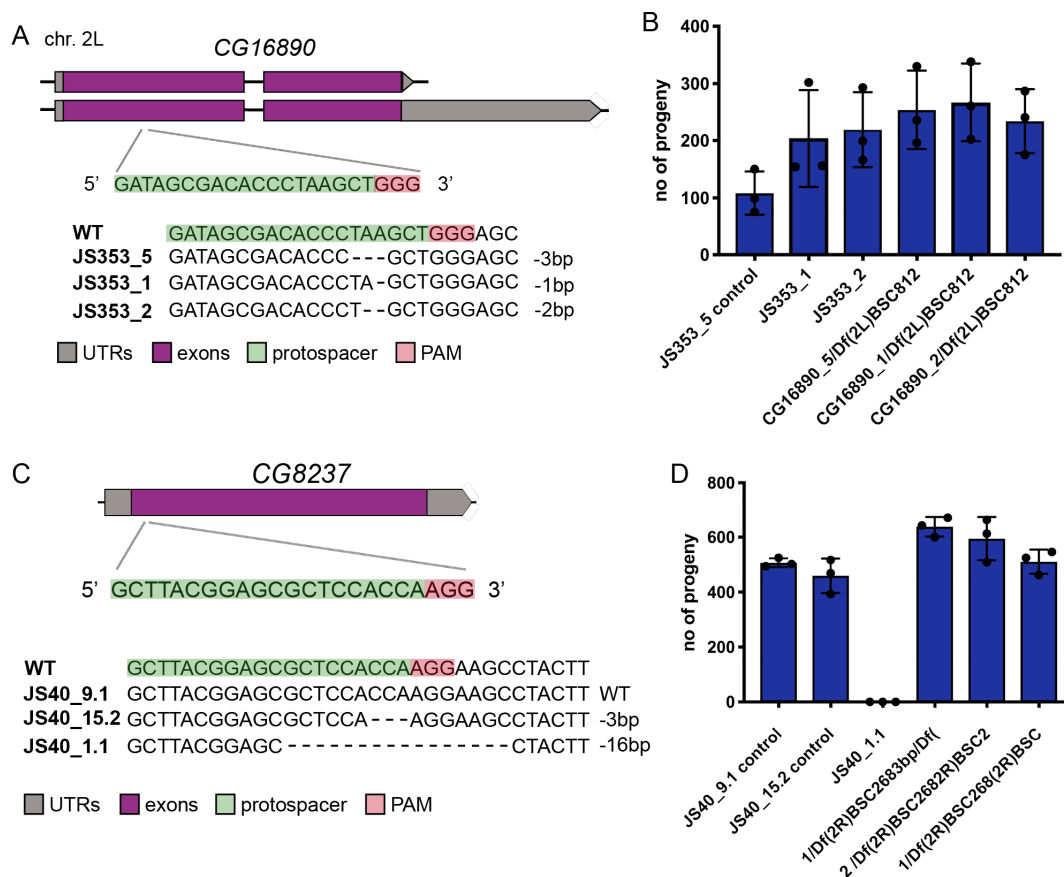 A
chr. 2L
CG16890
5’ GATAGCGACACCCTAAGCTGGG 3’
WT GATAGCGACACCCTAAGCTGGGAGC
JS353_5 GATAGCGACACCC---GCTGGGAGC -3bp
JS353_1 GATAGCGACACCCTA-GCTGGGAGC -1bp
JS353_2 GATAGCGACACCCT--GCTGGGAGC -2bp
UTRs exons protospacer PAM
B
no of progeny
400
300
200
100
0
JS353_5 control
JS353_1
JS353_2
CG16890_5/Df(2L)BSC812
CG16890_1/Df(2L)BSC812
CG16890_2/Df(2L)BSC812
C
CG8237
5’ GCTTACGGAGCGCTCCACCAAGG 3’
WT GCTTACGGAGCGCTCCACCAAGGAAGCCTACTT
JS40_9.1 GCTTACGGAGCGCTCCACCAAGGAAGCCTACTT WT
JS40_15.2 GCTTACGGAGCGCTCCA---AGGAAGCCTACTT -3bp
JS40_1.1 GCTTACGGAGC----------------CTACTT -16bp
UTRs exons protospacer PAM
D
no of progeny
800
600
400
200
0
JS40_9.1 control
JS40_15.2 control
JS40_1.1
1/Df(2R)BSC2683bp/Df(
2 /Df(2R)BSC2682R)BSC2
1/Df(2R)BSC268(2R)BSC